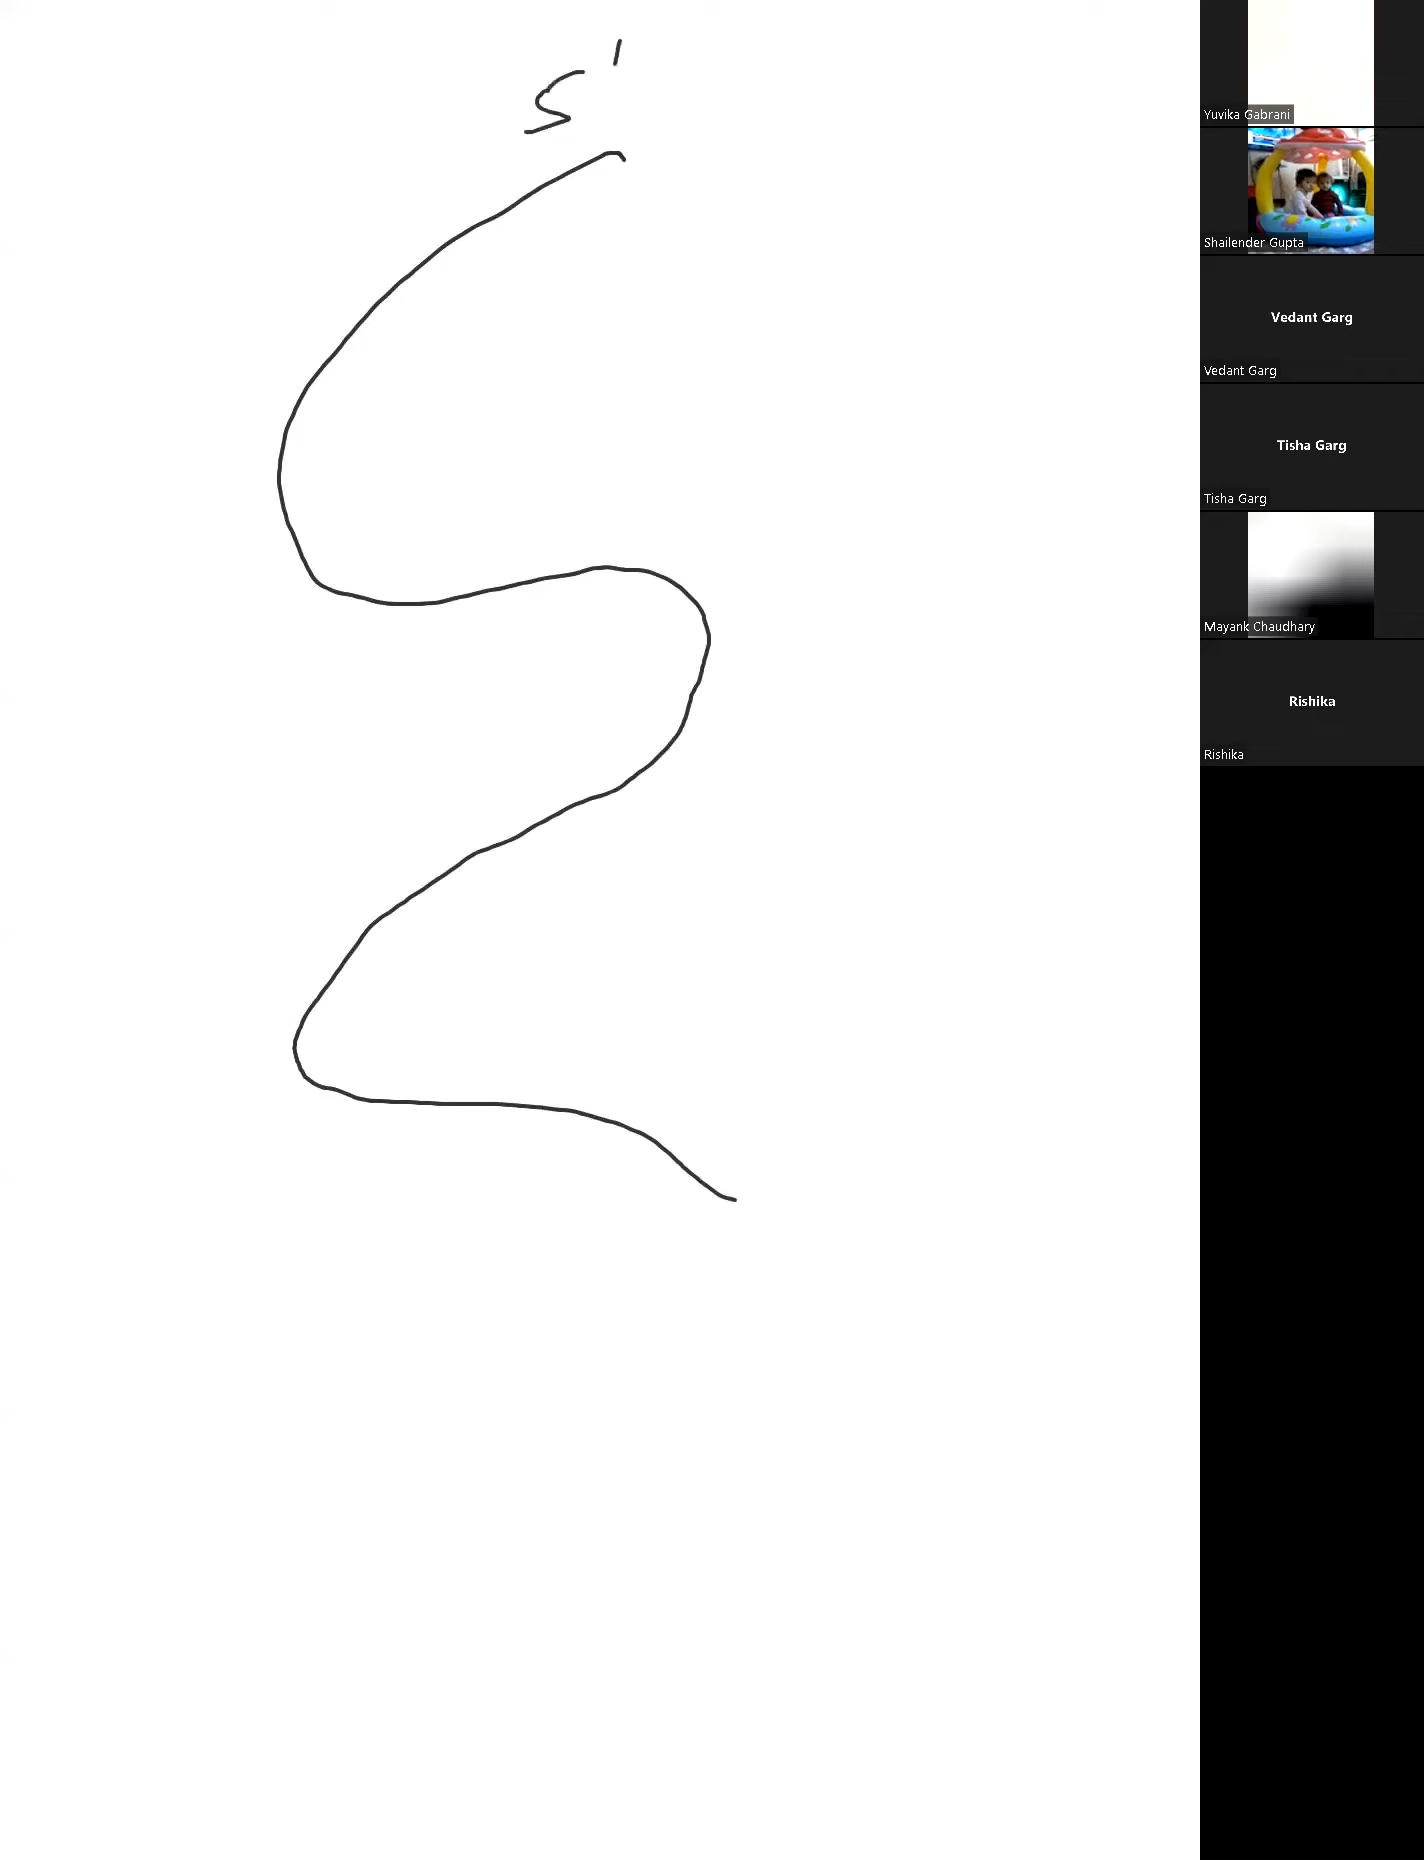 S'
Yuvika Gabrani
Shailender Gupta
Vedant Garg
Vedant Garg
Tisha Garg
Tisha Garg
Mayank Chaudhary
Rishika
Rishika